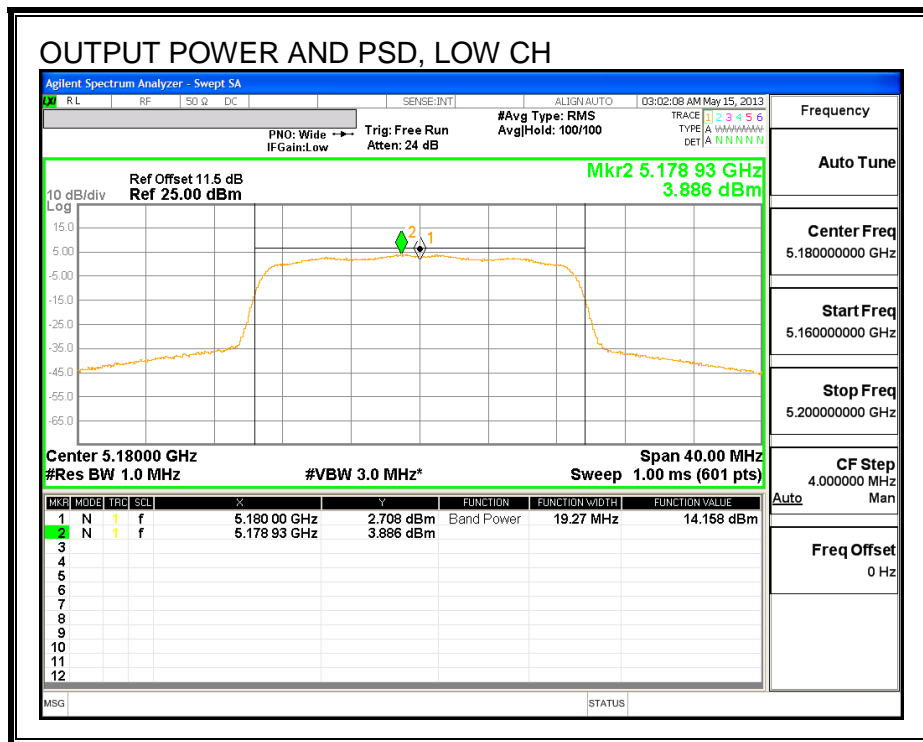 OUTPUT POWER AND PSD, LOW CH
Agilent Spectrum Analyzer - Swept SA
LXI RL RF 50 Ω DC SENSE:INT ALIGN AUTO 03:02:08 AM May 15, 2013
PNO: Wide
IFGain:Low
Trig: Free Run
Atten: 24 dB
#Avg Type: RMS
Avg|Hold: 100/100
TRACE 1 2 3 4 5 6
TYPE A WWWWW
DET A N N N N N
Mkr2 5.178 93 GHz
3.886 dBm
Ref Offset 11.5 dB
10 dB/div Ref 25.00 dBm
Log
15.0
5.00
-5.00
-15.0
-25.0
-35.0
-45.0
-55.0
-65.0
2 1
Center 5.18000 GHz Span 40.00 MHz
#Res BW 1.0 MHz #VBW 3.0 MHz* Sweep 1.00 ms (601 pts)
MKR MODE TRC SCL X Y FUNCTION FUNCTION WIDTH FUNCTION VALUE
1 N 1 f 5.180 00 GHz 2.708 dBm Band Power 19.27 MHz 14.158 dBm
2 N 1 f 5.178 93 GHz 3.886 dBm
3
4
5
6
7
8
9
10
11
12
MSG STATUS
Frequency
Auto Tune
Center Freq
5.180000000 GHz
Start Freq
5.160000000 GHz
Stop Freq
5.200000000 GHz
CF Step
4.000000 MHz
Auto Man
Freq Offset
0 Hz